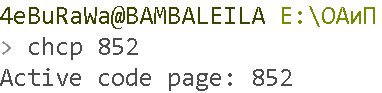 4eBuRaWa@BAMBALEILA E:\ОАиП
> chcp 852
Active code page: 852